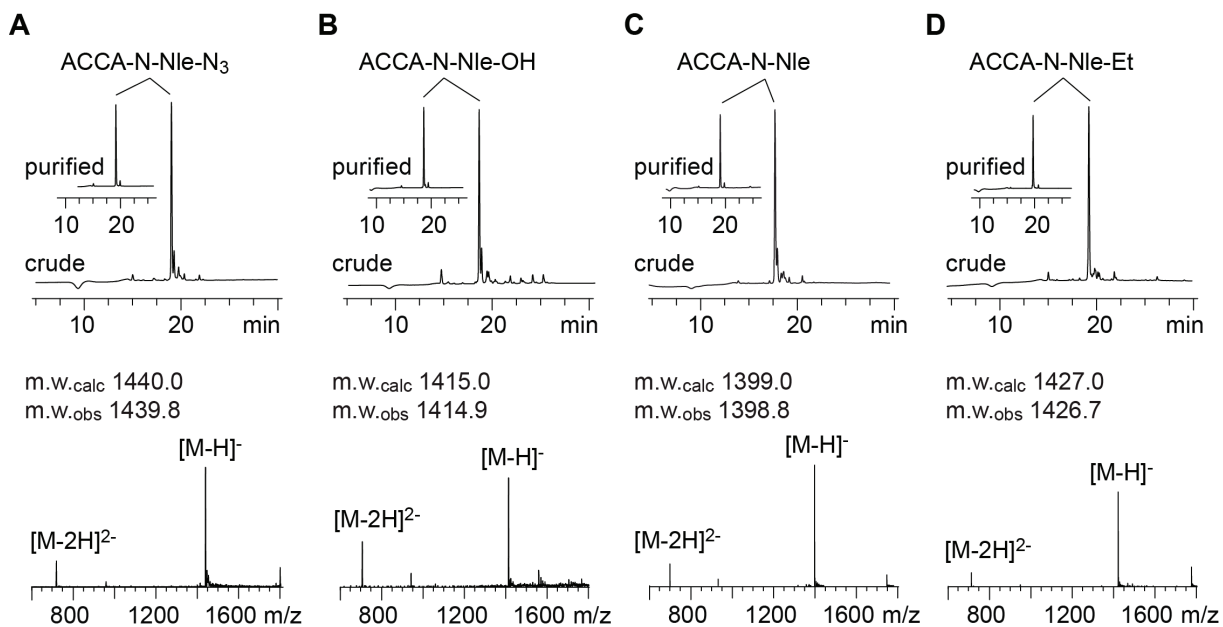 A
ACCA-N-Nle-N3
purified
10 20
crude
10 20 min
m.w.calc 1440.0
m.w.obs 1439.8
[M-H]-
[M-2H]2-
800 1200 1600 m/z
B
ACCA-N-Nle-OH
purified
10 20
crude
10 20 min
m.w.calc 1415.0
m.w.obs 1414.9
[M-H]-
[M-2H]2-
800 1200 1600 m/z
C
ACCA-N-Nle
purified
10 20
crude
10 20 min
m.w.calc 1399.0
m.w.obs 1398.8
[M-H]-
[M-2H]2-
800 1200 1600 m/z
D
ACCA-N-Nle-Et
purified
10 20
crude
10 20 min
m.w.calc 1427.0
m.w.obs 1426.7
[M-H]-
[M-2H]2-
800 1200 1600 m/z